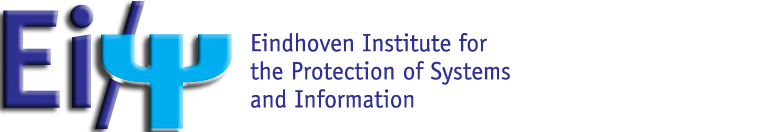 Ei/Ψ
Eindhoven Institute for
the Protection of Systems
and Information